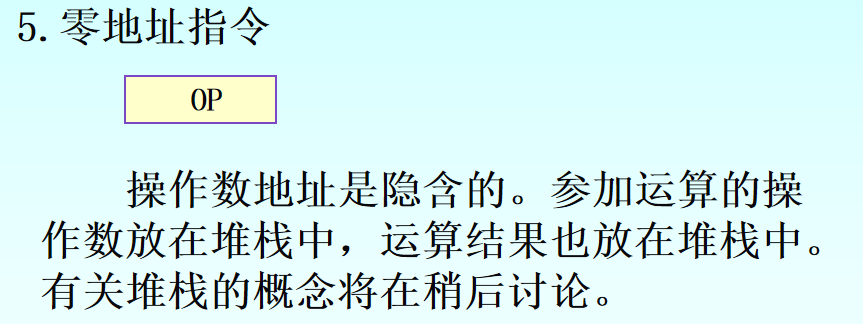 5.零地址指令
OP
操作数地址是隐含的。参加运算的操
作数放在堆栈中，运算结果也放在堆栈中。
有关堆栈的概念将在稍后讨论。